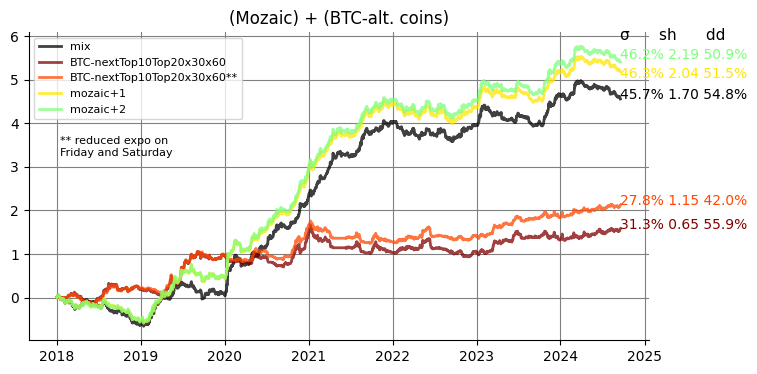 (Mozaic) + (BTC-alt. coins)
σ sh dd
6
5
4
3
2
1
0
mix
BTC-nextTop10Top20x30x60
BTC-nextTop10Top20x30x60**
mozaic+1
mozaic+2
** reduced expo on
Friday and Saturday
46.2% 2.19 50.9%
46.3% 2.04 51.5%
45.7% 1.70 54.8%
27.8% 1.15 42.0%
31.3% 0.65 55.9%
2018 2019 2020 2021 2022 2023 2024 2025